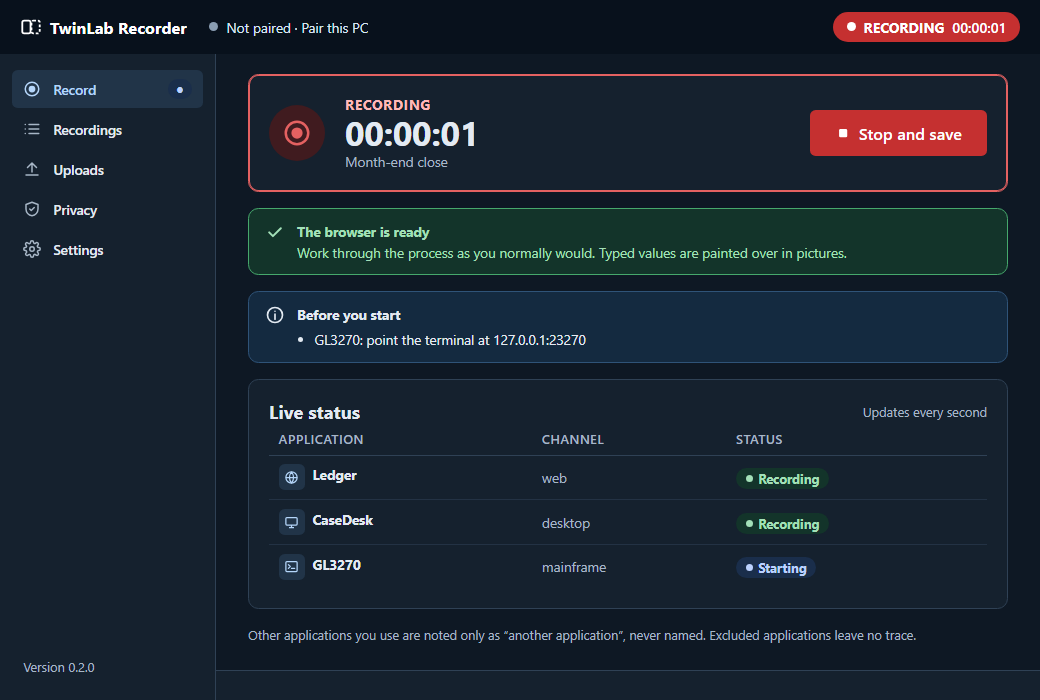 TwinLab Recorder
Not paired · Pair this PC
RECORDING 00:00:01
Record
Recordings
Uploads
Privacy
Settings
RECORDING
00:00:01
Month-end close
Stop and save
The browser is ready
Work through the process as you normally would. Typed values are painted over in pictures.
Before you start
• GL3270: point the terminal at 127.0.0.1:23270
Live status
Updates every second
APPLICATION CHANNEL STATUS
Ledger web Recording
CaseDesk desktop Recording
GL3270 mainframe Starting
Other applications you use are noted only as “another application”, never named. Excluded applications leave no trace.
Version 0.2.0